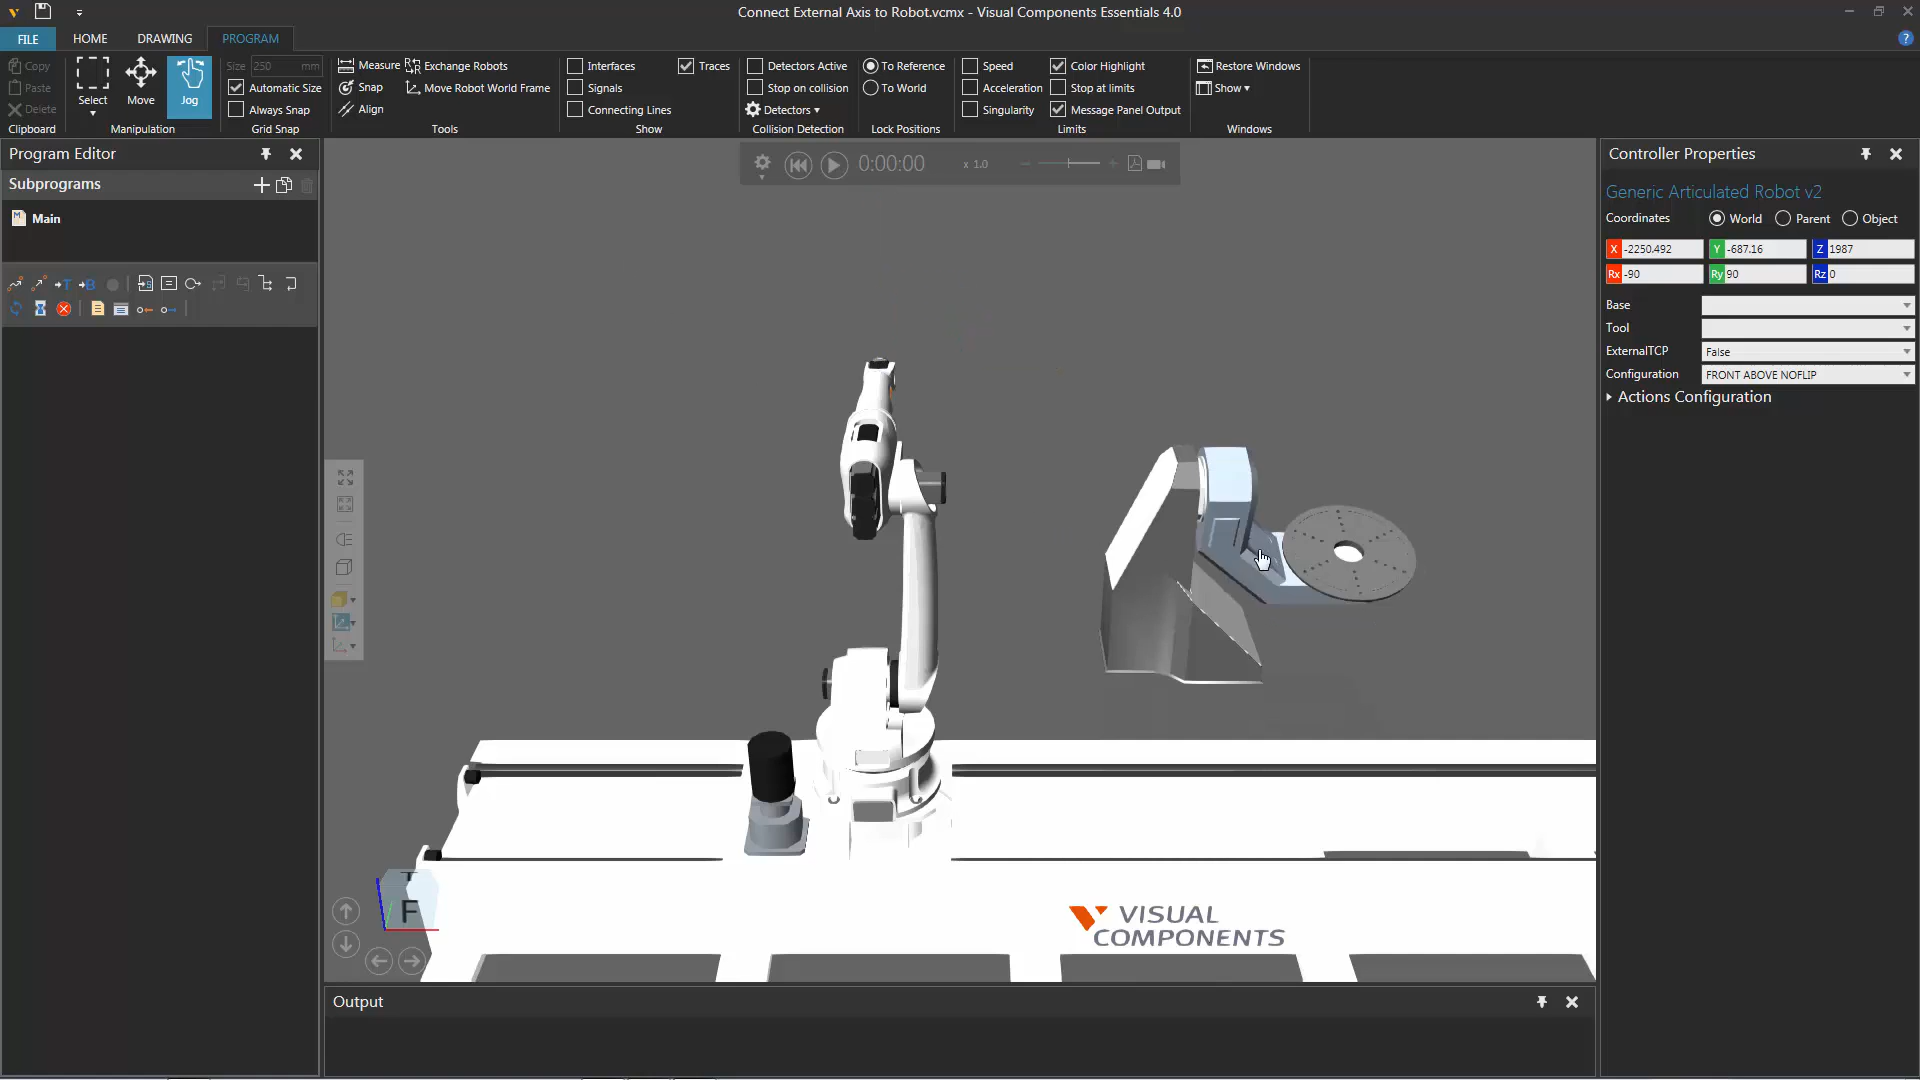 Connect External Axis to Robot.vcmx - Visual Components Essentials 4.0
FILE HOME DRAWING PROGRAM
Copy
Paste
Delete
Clipboard
Select
Move
Jog
Manipulation
Size 250 mm
Automatic Size
Always Snap
Grid Snap
Measure
Snap
Align
Exchange Robots
Move Robot World Frame
Tools
Interfaces
Signals
Connecting Lines
Traces
Show
Detectors Active
Stop on collision
Detectors
Collision Detection
To Reference
To World
Lock Positions
Speed
Acceleration
Singularity
Color Highlight
Stop at limits
Message Panel Output
Limits
Restore Windows
Show
Windows
Program Editor
Subprograms
Main
0:00:00 x 1.0
Controller Properties
Generic Articulated Robot v2
Coordinates World Parent Object
X -2250.492 Y -687.16 Z 1987
Rx -90 Ry 90 Rz 0
Base
Tool
ExternalTCP False
Configuration FRONT ABOVE NOFLIP
Actions Configuration
T
F
VISUAL
COMPONENTS
Output